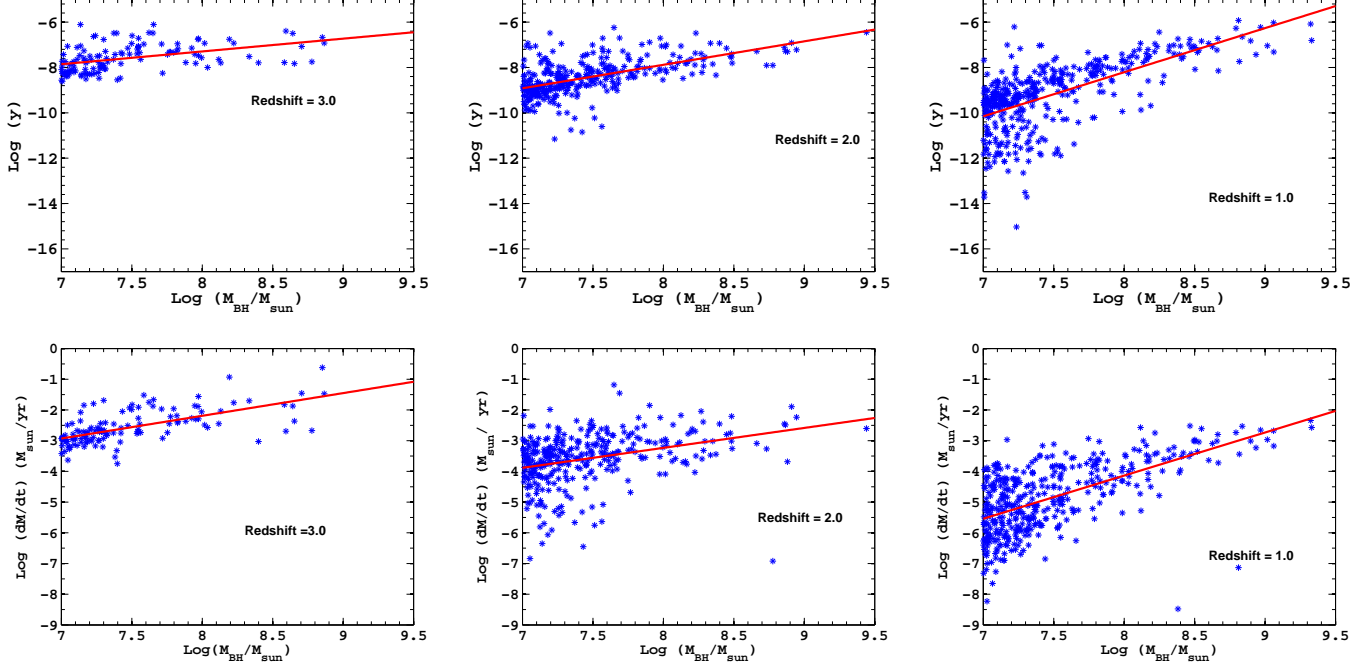 −6
−8
−10
−12
−14
−16
Log (y)
Redshift = 3.0
7 7.5 8 8.5 9 9.5
Log (M_BH/M_sun)
−6
−8
−10
−12
−14
−16
Log (y)
Redshift = 2.0
7 7.5 8 8.5 9 9.5
Log (M_BH/M_sun)
−6
−8
−10
−12
−14
−16
Log (y)
Redshift = 1.0
7 7.5 8 8.5 9 9.5
Log (M_BH/M_sun)
0
−1
−2
−3
−4
−5
−6
−7
−8
−9
Log (dM/dt) (M_sun/yr)
Redshift =3.0
7 7.5 8 8.5 9 9.5
Log(M_BH/M_sun)
0
−1
−2
−3
−4
−5
−6
−7
−8
−9
Log (dM/dt) (M_sun/ yr)
Redshift = 2.0
7 7.5 8 8.5 9 9.5
Log (M_BH/M_sun)
0
−1
−2
−3
−4
−5
−6
−7
−8
−9
Log (dM/dt) (M_sun/yr)
Redshift = 1.0
7 7.5 8 8.5 9 9.5
Log (M_BH/M_sun)